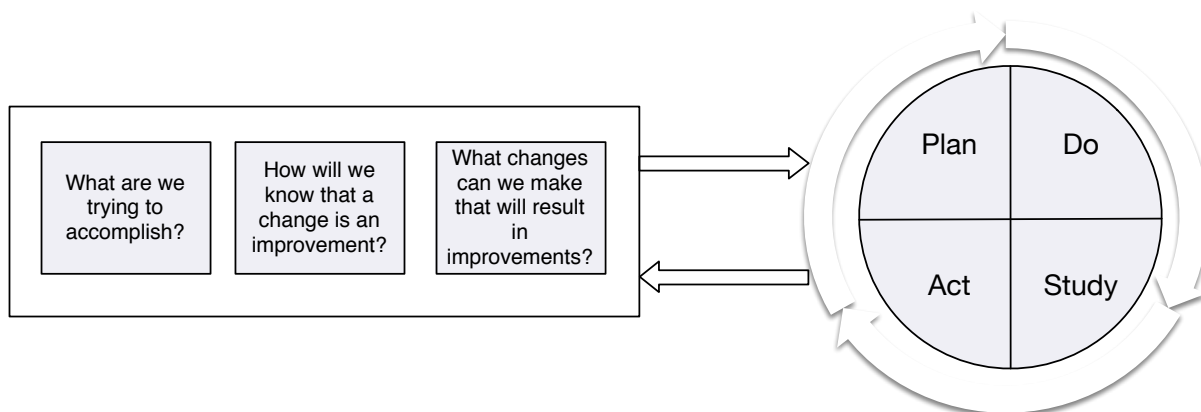 What are we
trying to
accomplish?
How will we
know that a
change is an
improvement?
What changes
can we make
that will result
in
improvements?
Plan
Do
Act
Study